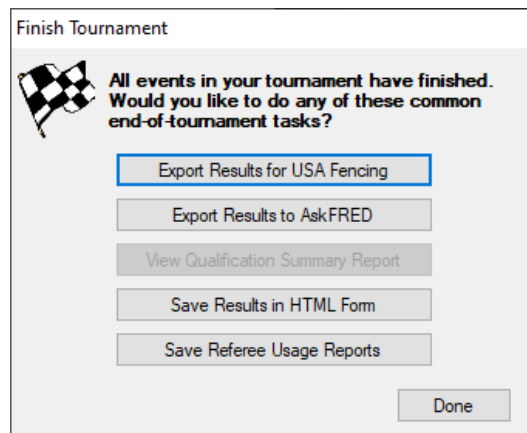 Finish Tournament
All events in your tournament have finished.
Would you like to do any of these common
end-of-tournament tasks?
Export Results for USA Fencing
Export Results to AskFRED
View Qualification Summary Report
Save Results in HTML Form
Save Referee Usage Reports
Done